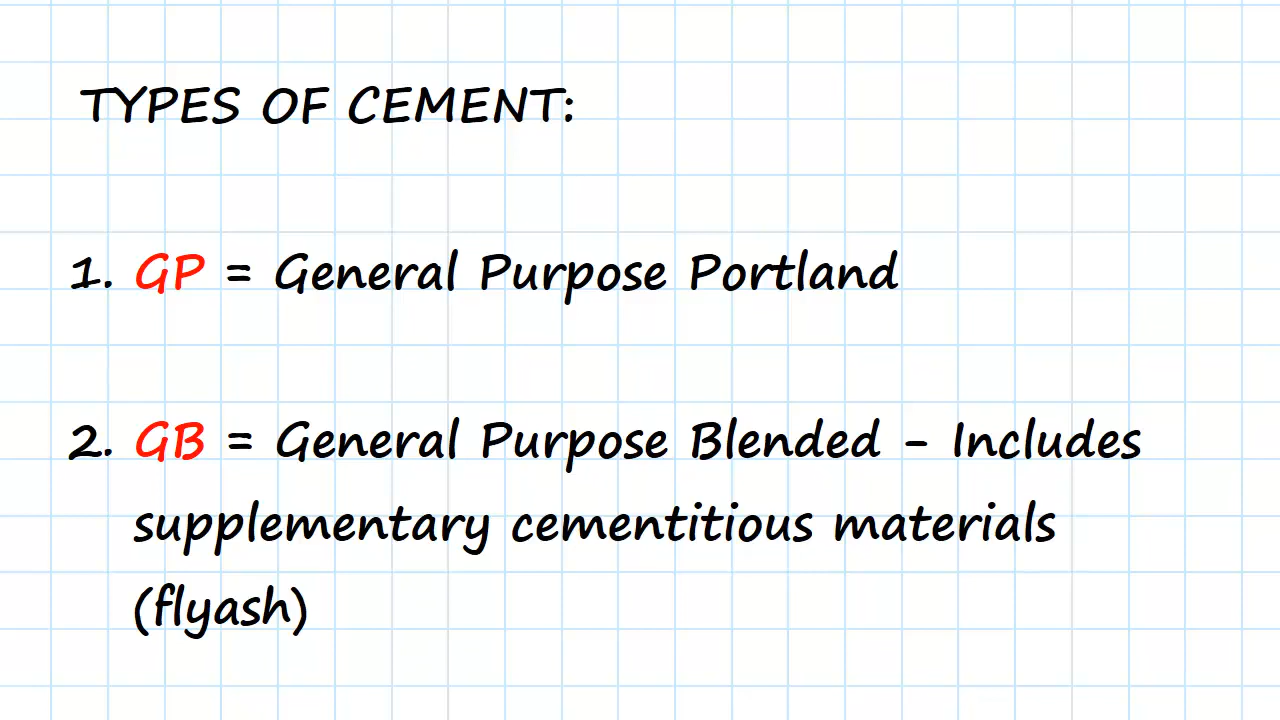 TYPES OF CEMENT:
1. GP = General Purpose Portland
2. GB = General Purpose Blended - Includes
supplementary cementitious materials
(flyash)